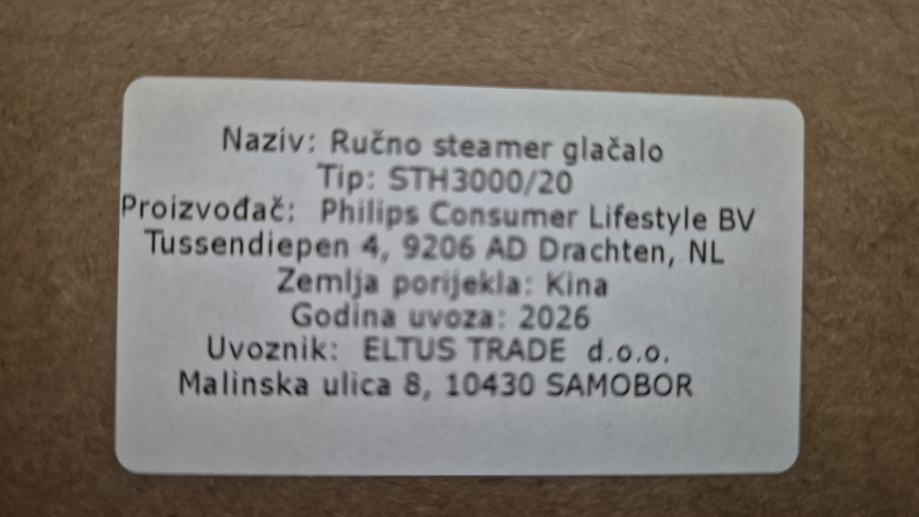 Naziv: Ručno steamer glačalo
Tip: STH3000/20
Proizvođač: Philips Consumer Lifestyle BV
Tussendiepen 4, 9206 AD Drachten, NL
Zemlja porijekla: Kina
Godina uvoza: 2026
Uvoznik: ELTUS TRADE d.o.o.
Malinska ulica 8, 10430 SAMOBOR